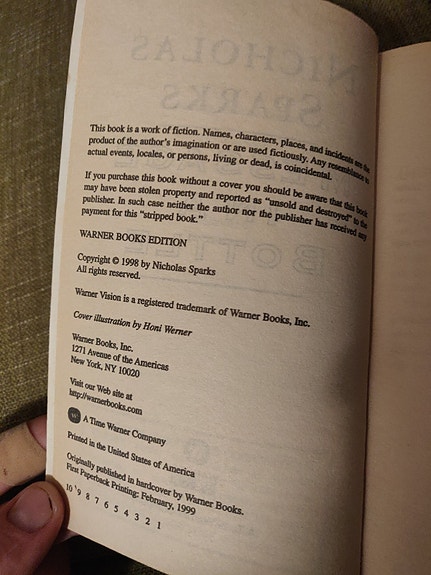 This book is a work of fiction. Names, characters, places, and incidents are the
product of the author's imagination or are used fictiously. Any resemblance to
actual events, locales, or persons, living or dead, is coincidental.
If you purchase this book without a cover you should be aware that this book
may have been stolen property and reported as "unsold and destroyed" to the
publisher. In such case neither the author nor the publisher has received any
payment for this "stripped book."
WARNER BOOKS EDITION
Copyright © 1998 by Nicholas Sparks
All rights reserved.
Warner Vision is a registered trademark of Warner Books, Inc.
Cover illustration by Honi Werner
Warner Books, Inc.
1271 Avenue of the Americas
New York, NY 10020
Visit our Web site at
http://warnerbooks.com
W A Time Warner Company
Printed in the United States of America
Originally published in hardcover by Warner Books.
First Paperback Printing: February, 1999
10 9 8 7 6 5 4 3 2 1